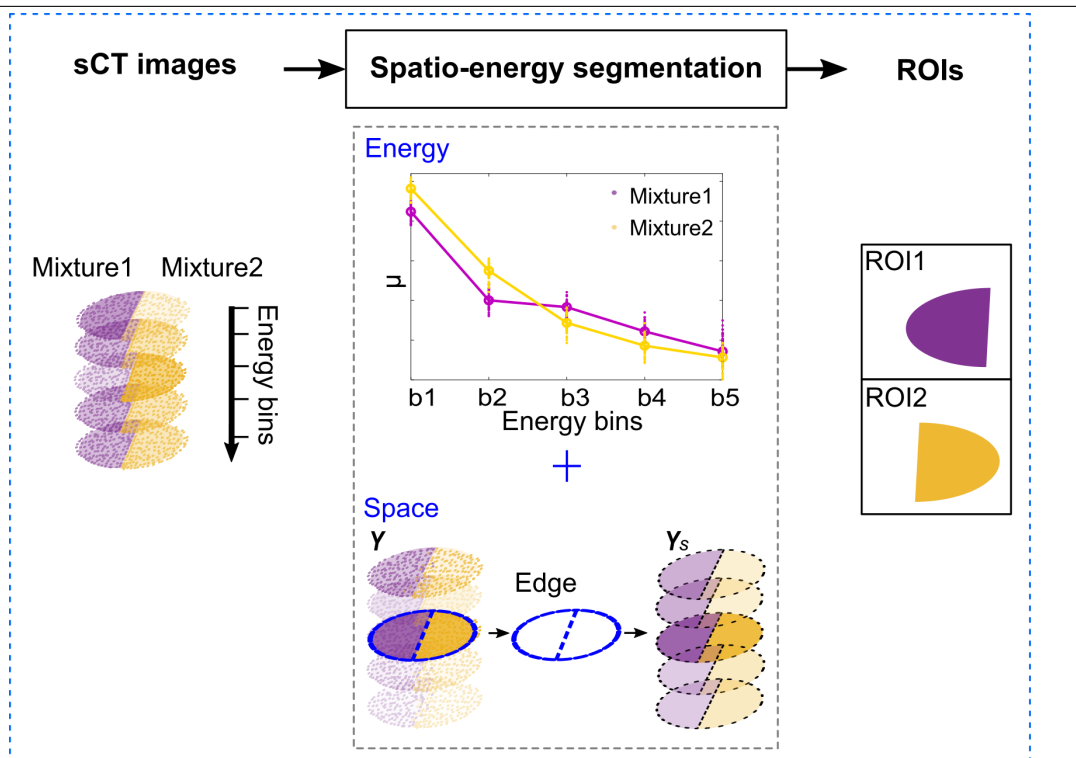 sCT images
Spatio-energy segmentation
ROIs
Energy
Mixture1
Mixture2
μ
b1 b2 b3 b4 b5
Energy bins
Mixture1 Mixture2
Energy bins
ROI1
ROI2
+
Space
Y
Edge
Ys